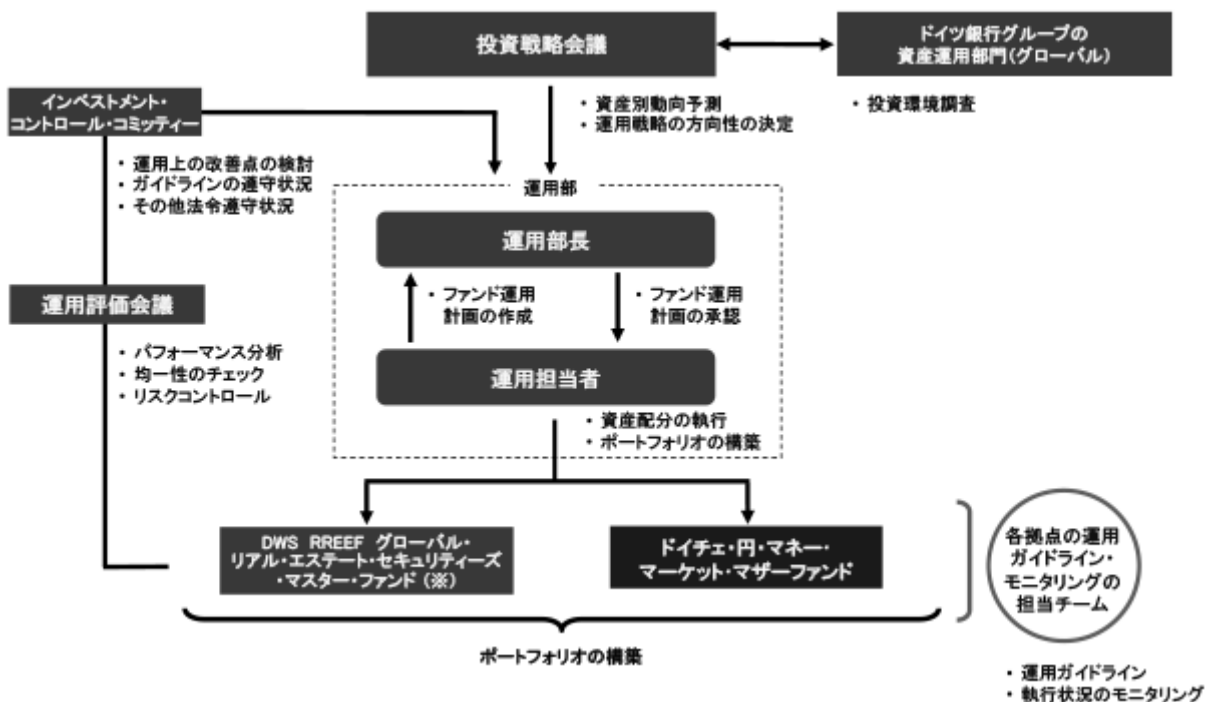 投資戦略会議
ドイツ銀行グループの
資産運用部門(グローバル)
・ 資産別動向予測
・ 運用戦略の方向性の決定
・ 投資環境調査
インベストメント・
コントロール・コミッティー
・ 運用上の改善点の検討
・ ガイドラインの遵守状況
・ その他法令遵守状況
運用部
運用部長
・ ファンド運用
計画の作成
・ ファンド運用
計画の承認
運用評価会議
・ パフォーマンス分析
・ 均一性のチェック
・ リスクコントロール
運用担当者
・ 資産配分の執行
・ ポートフォリオの構築
DWS RREEF グローバル・
リアル・エステート・セキュリティーズ
・マスター・ファンド (※)
ドイチェ・円・マネー・
マーケット・マザーファンド
各拠点の運用
ガイドライン・
モニタリングの
担当チーム
ポートフォリオの構築
・ 運用ガイドライン
・ 執行状況のモニタリング